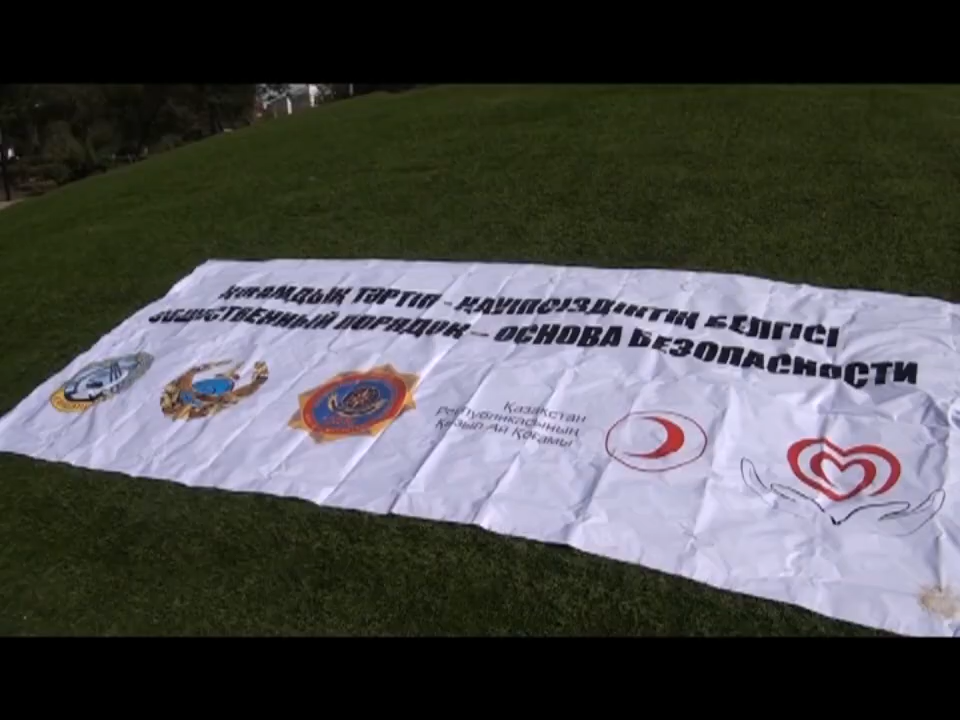 ҚОҒАМДЫҚ ТӘРТІП - ҚАУІПСІЗДІКТІҢ БЕЛГІСІ
ОБЩЕСТВЕННЫЙ ПОРЯДОК – ОСНОВА БЕЗОПАСНОСТИ
Қазақстан
Республикасының
Қызыл Ай Қоғамы